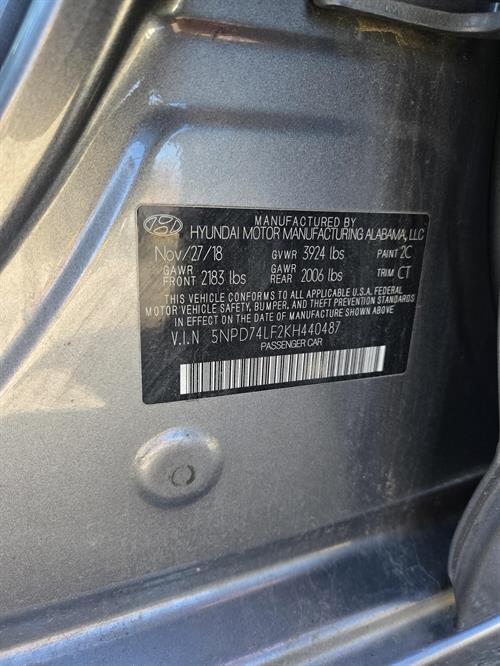 MANUFACTURED BY
HYUNDAI MOTOR MANUFACTURING ALABAMA, LLC
Nov/27/18 GVWR 3924 lbs PAINT 2C
GAWR FRONT 2183 lbs GAWR REAR 2006 lbs TRIM CT
THIS VEHICLE CONFORMS TO ALL APPLICABLE U.S.A. FEDERAL
MOTOR VEHICLE SAFETY, BUMPER, AND THEFT PREVENTION STANDARDS
IN EFFECT ON THE DATE OF MANUFACTURE SHOWN ABOVE.
V.I.N 5NPD74LF2KH440487
PASSENGER CAR